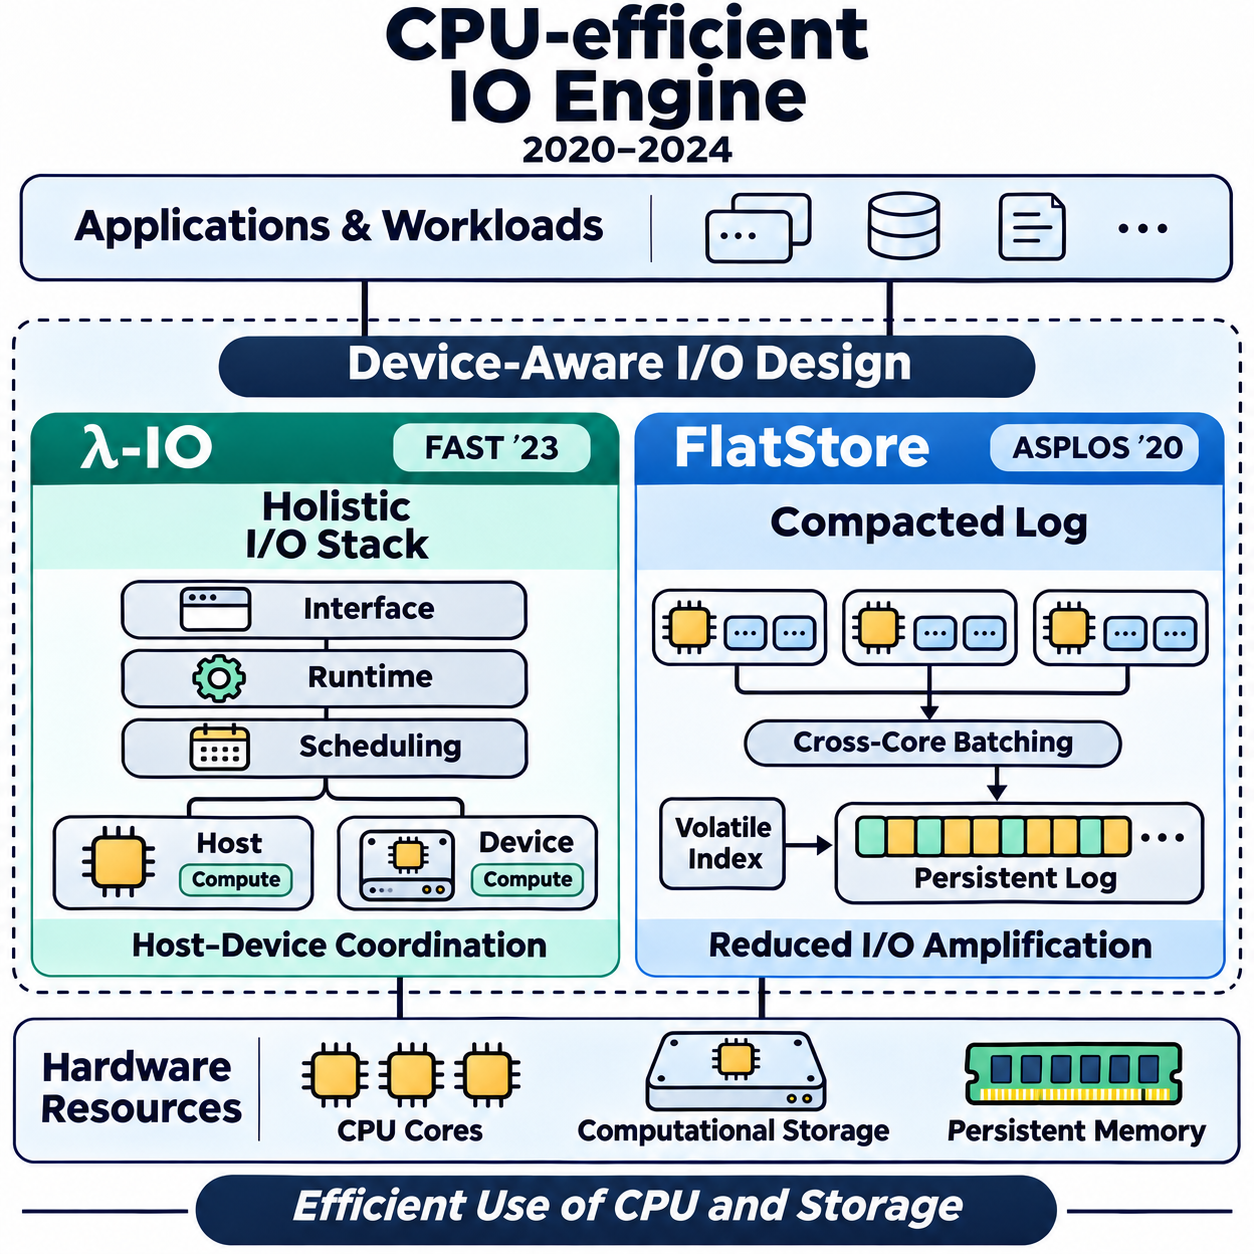 CPU-efficient
IO Engine
2020–2024
Applications & Workloads
Device-Aware I/O Design
λ-IO
FAST ’23
Holistic
I/O Stack
Interface
Runtime
Scheduling
Host
Compute
Device
Compute
Host–Device Coordination
FlatStore
ASPLOS ’20
Compacted Log
Cross-Core Batching
Volatile
Index
Persistent Log
Reduced I/O Amplification
Hardware
Resources
CPU Cores
Computational Storage
Persistent Memory
Efficient Use of CPU and Storage